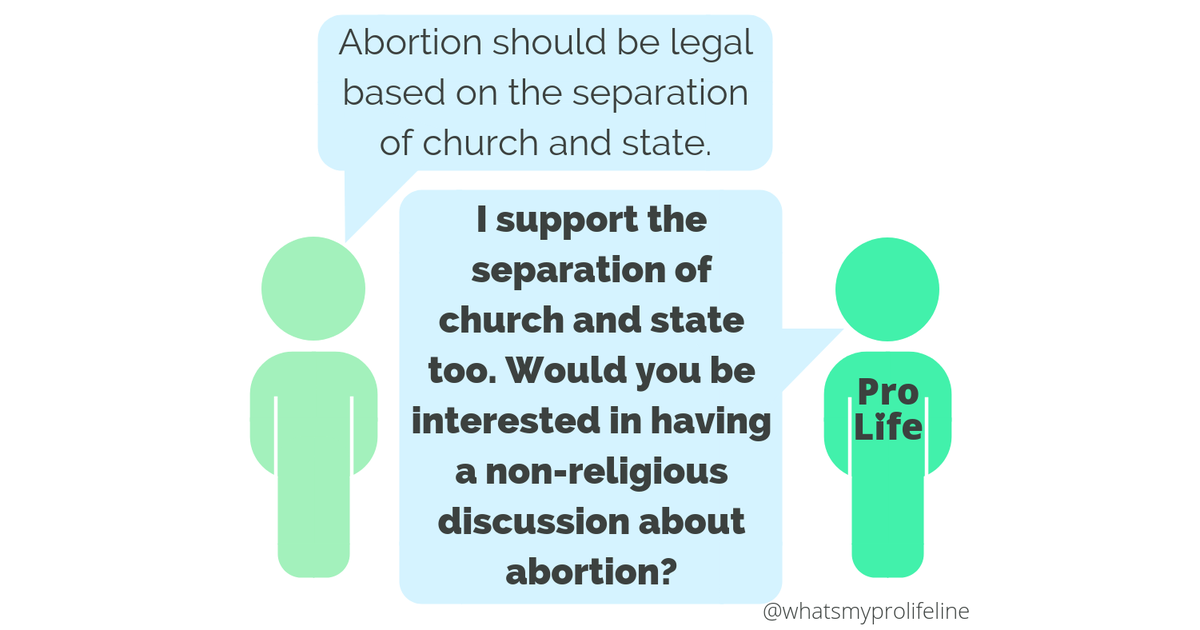 Abortion should be legal
based on the separation
of church and state.
I support the
separation of
church and state
too. Would you be
interested in having
a non-religious
discussion about
abortion?
Pro
Life
@whatsmyprolifeline